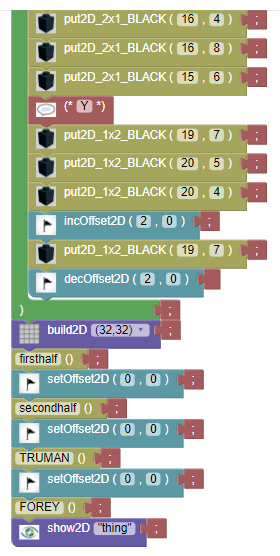 put2D_2x1_BLACK ( 16 , 4 ) ;
put2D_2x1_BLACK ( 16 , 6 ) ;
put2D_2x1_BLACK ( 15 , 8 ) ;
(* Y *)
put2D_1x2_BLACK ( 19 , 7 ) ;
put2D_1x2_BLACK ( 20 , 5 ) ;
put2D_1x2_BLACK ( 20 , 4 ) ;
incOffset2D ( 2 , 0 ) ;
put2D_1x2_BLACK ( 19 , 7 ) ;
decOffset2D ( 2 , 0 ) ;
) ;
build2D (32,32) ;
firsthalf () ;
setOffset2D ( 0 , 0 ) ;
secondhalf () ;
setOffset2D ( 0 , 0 ) ;
TRUMAN () ;
setOffset2D ( 0 , 0 ) ;
FOREY () ;
show2D "thing"